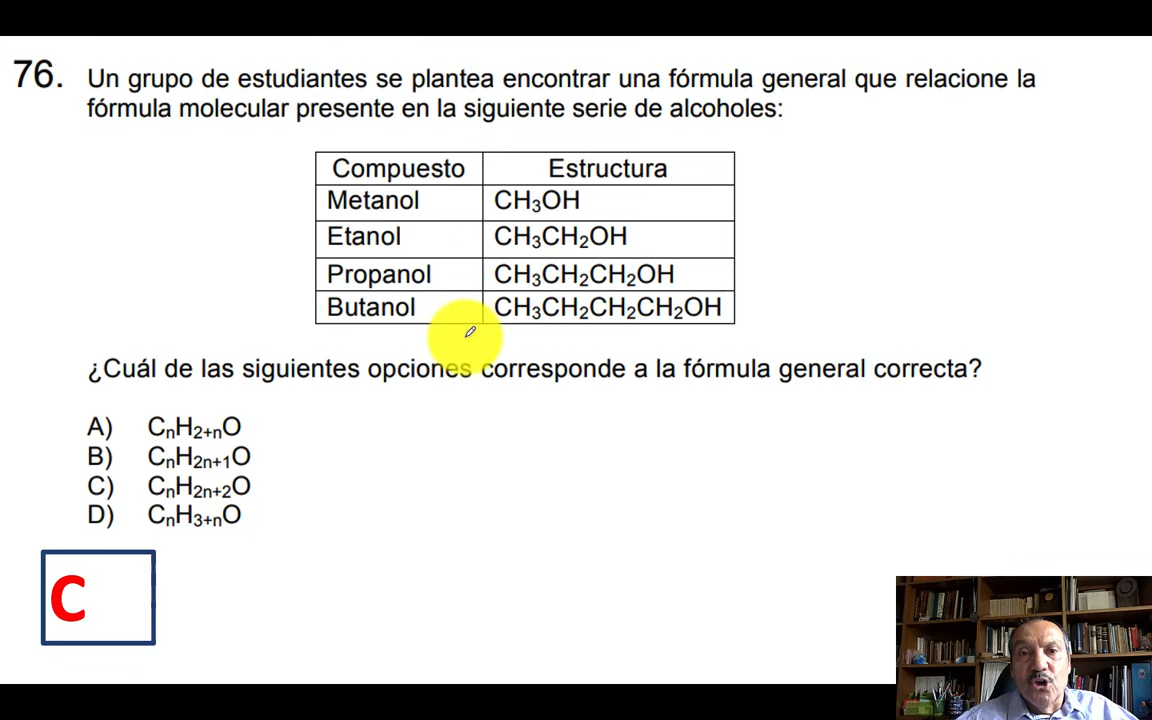 76. Un grupo de estudiantes se plantea encontrar una fórmula general que relacione la
fórmula molecular presente en la siguiente serie de alcoholes:
Compuesto Estructura
Metanol CH₃OH
Etanol CH₃CH₂OH
Propanol CH₃CH₂CH₂OH
Butanol CH₃CH₂CH₂CH₂OH
¿Cuál de las siguientes opciones corresponde a la fórmula general correcta?
A) CₙH₂₊ₙO
B) CₙH₂ₙ₊₁O
C) CₙH₂ₙ₊₂O
D) CₙH₃₊ₙO
C